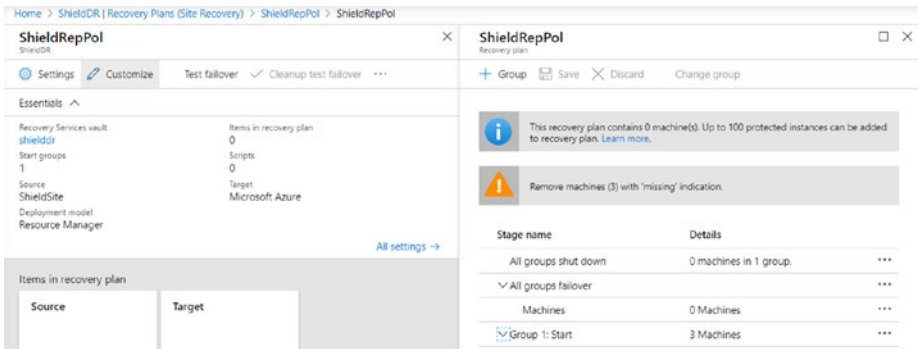 Home > ShieldDR | Recovery Plans (Site Recovery) > ShieldRepPol > ShieldRepPol
ShieldRepPol
ShieldDR
Settings Customize Test failover Cleanup test failover ...
Essentials
Recovery Services vault Items in recovery plan
shielddr 0
Start groups Scripts
1 0
Source Target
ShieldSite Microsoft Azure
Deployment model
Resource Manager
All settings →
Items in recovery plan
Source Target
ShieldRepPol
Recovery plan
+ Group Save Discard Change group
This recovery plan contains 0 machine(s). Up to 100 protected instances can be added
to recovery plan. Learn more.
Remove machines (3) with 'missing' indication.
Stage name Details
All groups shut down 0 machines in 1 group. ...
All groups failover ...
Machines 0 Machines ...
Group 1: Start 3 Machines ...